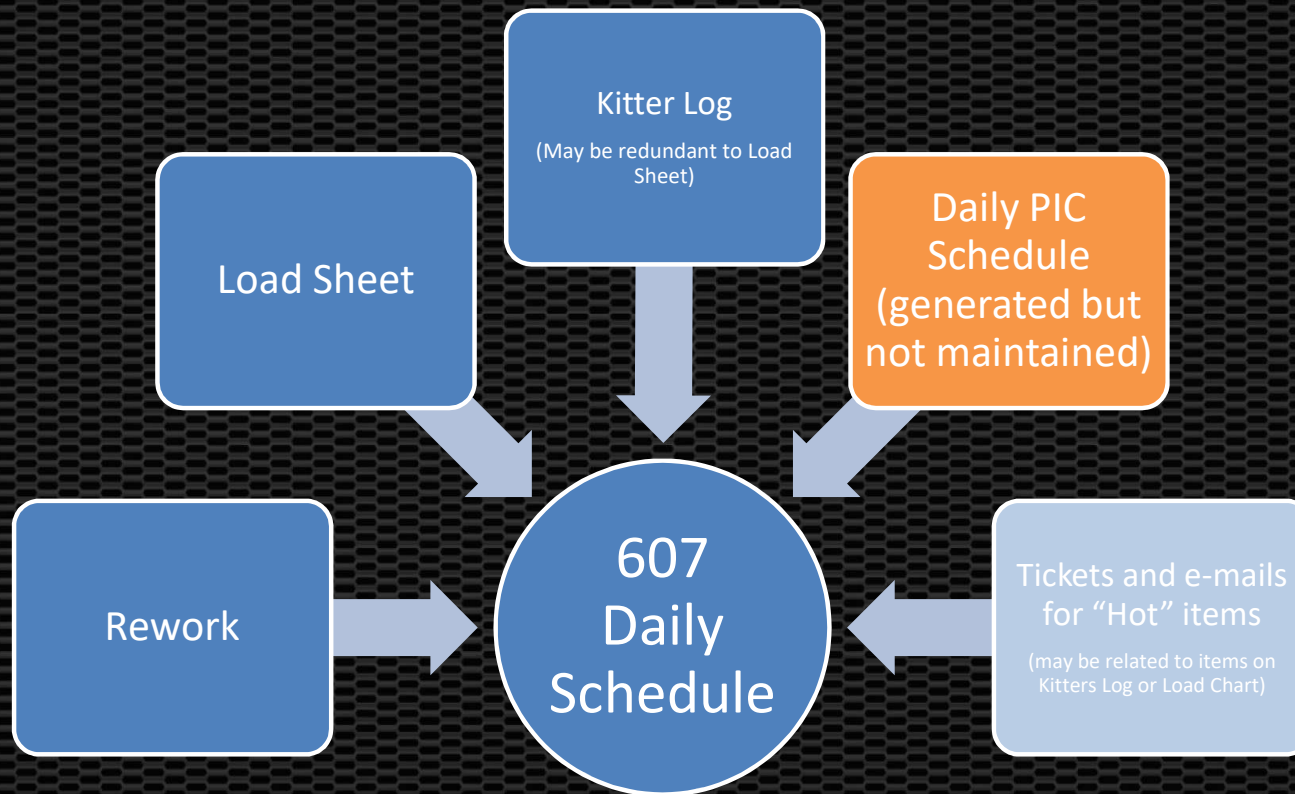 Kitter Log
(May be redundant to Load
Sheet)
Load Sheet
Daily PIC
Schedule
(generated but
not maintained)
Rework
607
Daily
Schedule
Tickets and e-mails
for “Hot” items
(may be related to items on
Kitters Log or Load Chart)